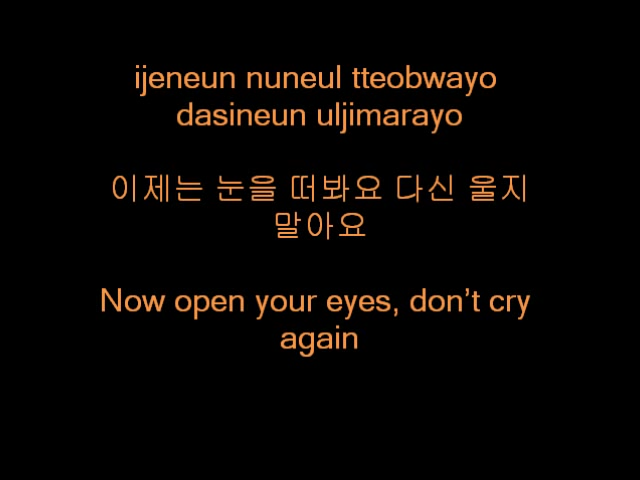 ijeneun nuneul tteobwayo
dasineun uljimarayo
이제는 눈을 떠봐요 다신 울지
말아요
Now open your eyes, don’t cry
again